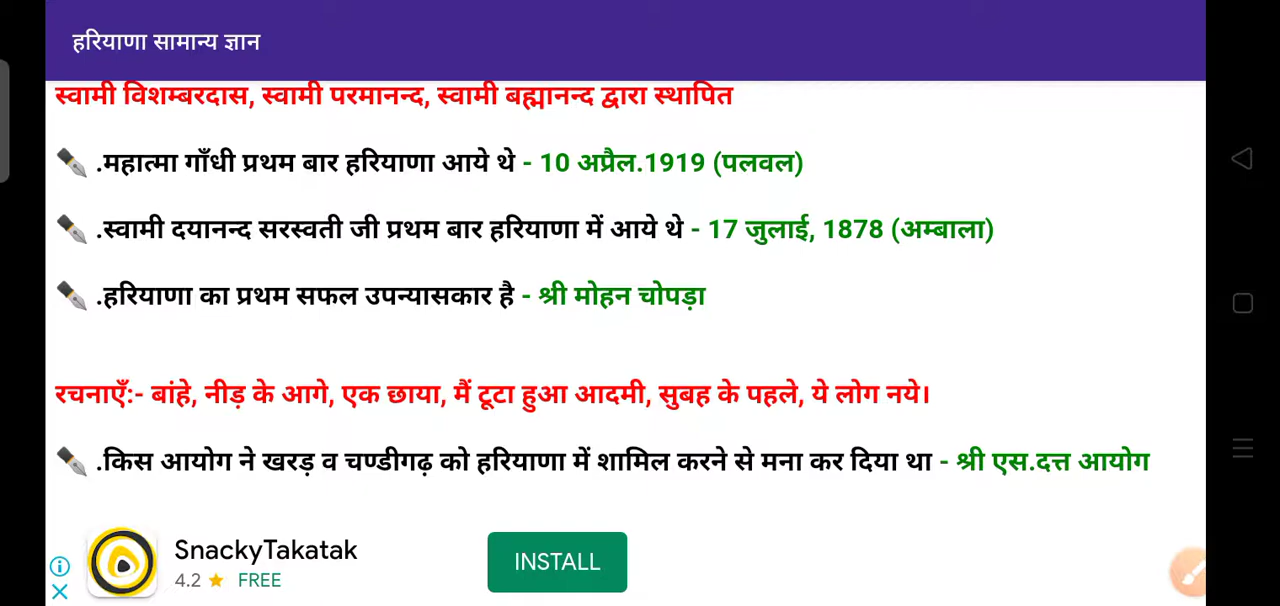 हरियाणा सामान्य ज्ञान
स्वामी विशम्बरदास, स्वामी परमानन्द, स्वामी बह्मानन्द द्वारा स्थापित
.महात्मा गाँधी प्रथम बार हरियाणा आये थे - 10 अप्रैल.1919 (पलवल)
.स्वामी दयानन्द सरस्वती जी प्रथम बार हरियाणा में आये थे - 17 जुलाई, 1878 (अम्बाला)
.हरियाणा का प्रथम सफल उपन्यासकार है - श्री मोहन चोपड़ा
रचनाएँ:- बांहे, नीड़ के आगे, एक छाया, मैं टूटा हुआ आदमी, सुबह के पहले, ये लोग नये।
.किस आयोग ने खरड़ व चण्डीगढ़ को हरियाणा में शामिल करने से मना कर दिया था - श्री एस.दत्त आयोग
SnackyTakatak
4.2 ★ FREE
INSTALL